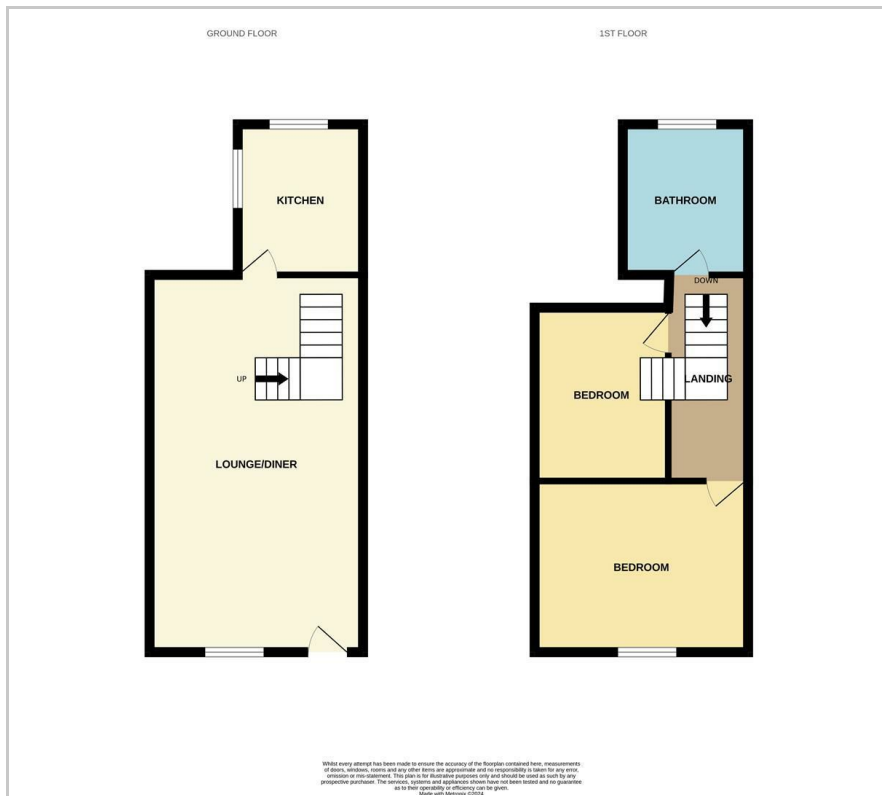 GROUND FLOOR
1ST FLOOR
KITCHEN
BATHROOM
DOWN
UP
LANDING
BEDROOM
LOUNGE/DINER
BEDROOM
Whilst every attempt has been made to ensure the accuracy of the floorplan contained here, measurements
of doors, windows, rooms and any other items are approximate and no responsibility is taken for any error,
omission or mis-statement. This plan is for illustrative purposes only and should be used as such by any
prospective purchaser. The services, systems and appliances shown have not been tested and no guarantee
as to their operability or efficiency can be given.
Made with Metropix ©2024